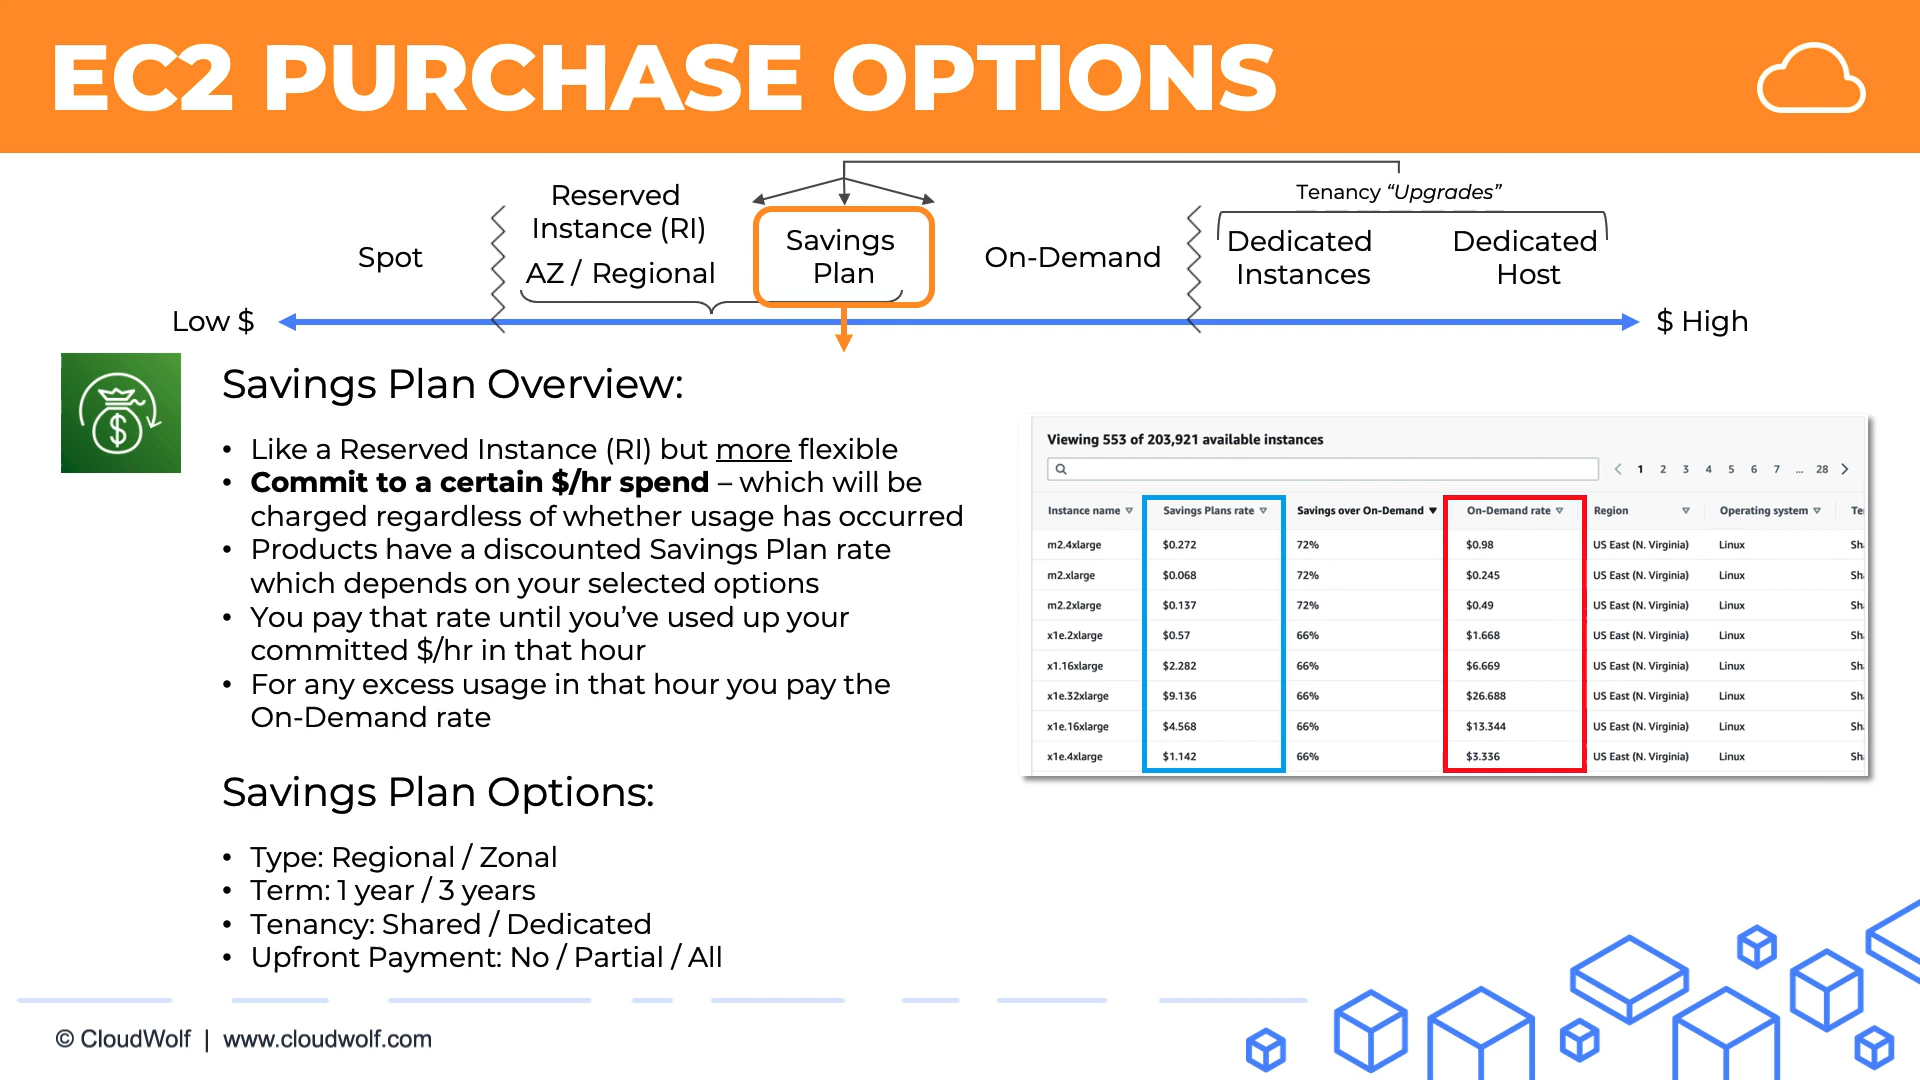 EC2 PURCHASE OPTIONS
Tenancy “Upgrades”
Reserved
Instance (RI)
AZ / Regional
Spot
Savings
Plan
On-Demand
Dedicated
Instances
Dedicated
Host
Low $
$ High
Savings Plan Overview:
• Like a Reserved Instance (RI) but more flexible
• Commit to a certain $/hr spend – which will be
charged regardless of whether usage has occurred
• Products have a discounted Savings Plan rate
which depends on your selected options
• You pay that rate until you’ve used up your
committed $/hr in that hour
• For any excess usage in that hour you pay the
On-Demand rate
Savings Plan Options:
• Type: Regional / Zonal
• Term: 1 year / 3 years
• Tenancy: Shared / Dedicated
• Upfront Payment: No / Partial / All
Viewing 553 of 203,921 available instances
1 2 3 4 5 6 7 ... 28
Instance name Savings Plans rate Savings over On-Demand On-Demand rate Region Operating system Te
m2.4xlarge $0.272 72% $0.98 US East (N. Virginia) Linux Sh
m2.xlarge $0.068 72% $0.245 US East (N. Virginia) Linux Sh
m2.2xlarge $0.137 72% $0.49 US East (N. Virginia) Linux Sh
x1e.2xlarge $0.57 66% $1.668 US East (N. Virginia) Linux Sh
x1.16xlarge $2.282 66% $6.669 US East (N. Virginia) Linux Sh
x1e.32xlarge $9.136 66% $26.688 US East (N. Virginia) Linux Sh
x1e.16xlarge $4.568 66% $13.344 US East (N. Virginia) Linux Sh
x1e.4xlarge $1.142 66% $3.336 US East (N. Virginia) Linux Sh
© CloudWolf | www.cloudwolf.com